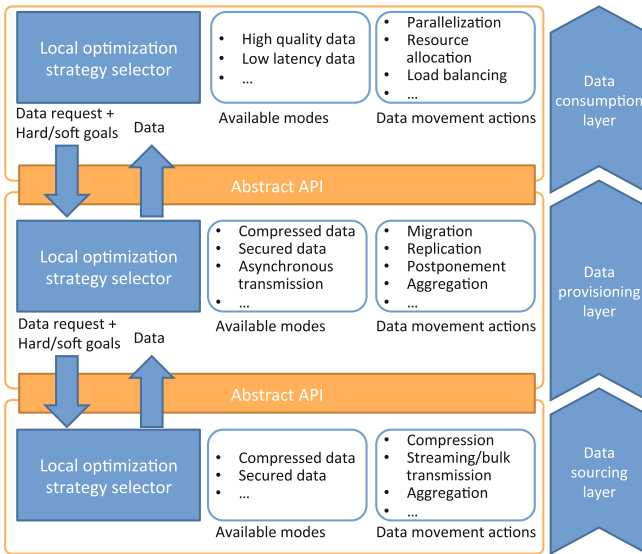 Local optimization
strategy selector
• High quality data
• Low latency data
• ...
Available modes
• Parallelization
• Resource
allocation
• Load balancing
• ...
Data movement actions
Data
consumption
layer
Data request +
Hard/soft goals
Data
Abstract API
Local optimization
strategy selector
• Compressed data
• Secured data
• Asynchronous
transmission
• ...
Available modes
• Migration
• Replication
• Postponement
• Aggregation
• ...
Data movement actions
Data
provisioning
layer
Data request +
Hard/soft goals
Data
Abstract API
Local optimization
strategy selector
• Compressed data
• Secured data
• ...
Available modes
• Compression
• Streaming/bulk
transmission
• Aggregation
• ...
Data movement actions
Data
sourcing
layer